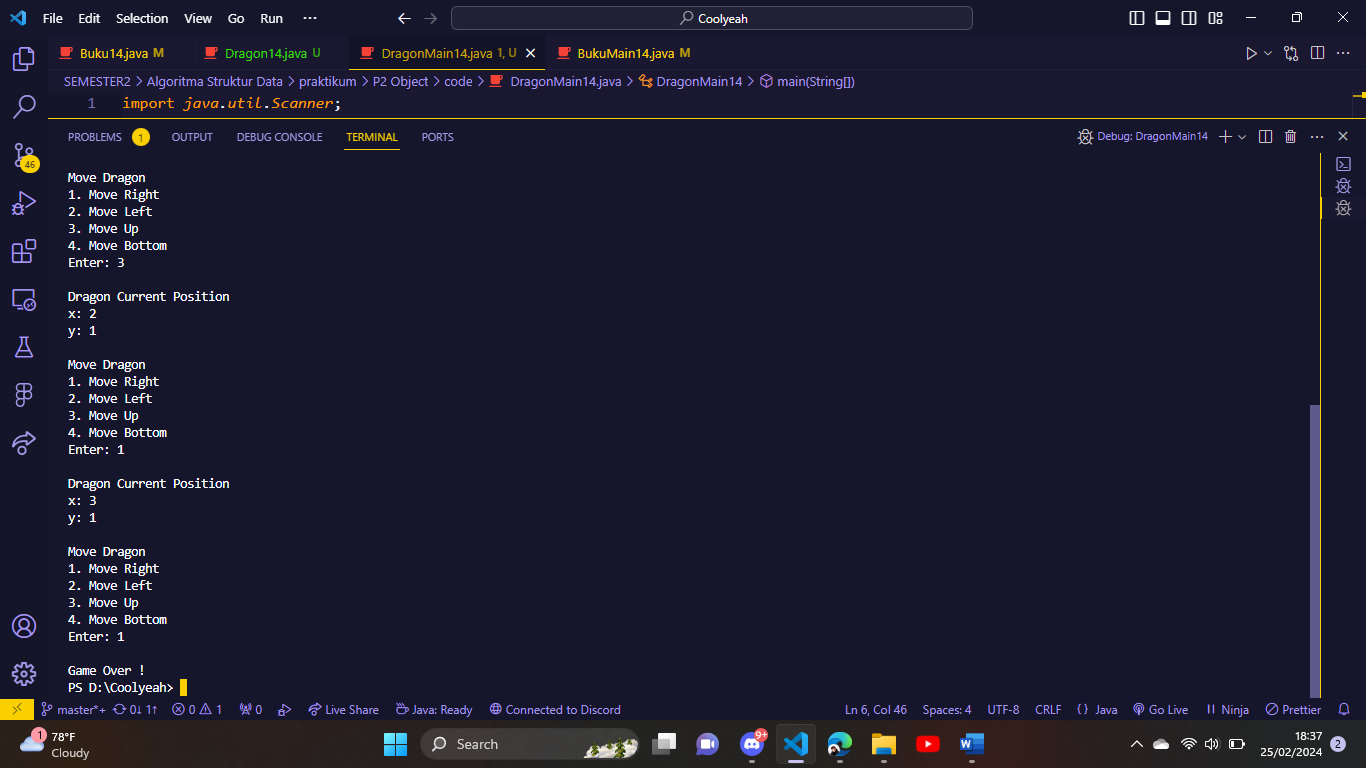 File Edit Selection View Go Run ··· Coolyeah
Buku14.java M Dragon14.java U DragonMain14.java 1, U BukuMain14.java M
SEMESTER2 > Algoritma Struktur Data > praktikum > P2 Object > code > DragonMain14.java > DragonMain14 > main(String[])
1 import java.util.Scanner;
PROBLEMS 1 OUTPUT DEBUG CONSOLE TERMINAL PORTS Debug: DragonMain14
Move Dragon
1. Move Right
2. Move Left
3. Move Up
4. Move Bottom
Enter: 3
Dragon Current Position
x: 2
y: 1
Move Dragon
1. Move Right
2. Move Left
3. Move Up
4. Move Bottom
Enter: 1
Dragon Current Position
x: 3
y: 1
Move Dragon
1. Move Right
2. Move Left
3. Move Up
4. Move Bottom
Enter: 1
Game Over !
PS D:\Coolyeah>
46
master*+ 0↓ 1↑ 0 1 0 Live Share Java: Ready Connected to Discord Ln 6, Col 46 Spaces: 4 UTF-8 CRLF {} Java Go Live Ninja Prettier
1 78°F
Cloudy
Search
9+
18:37
25/02/2024
2